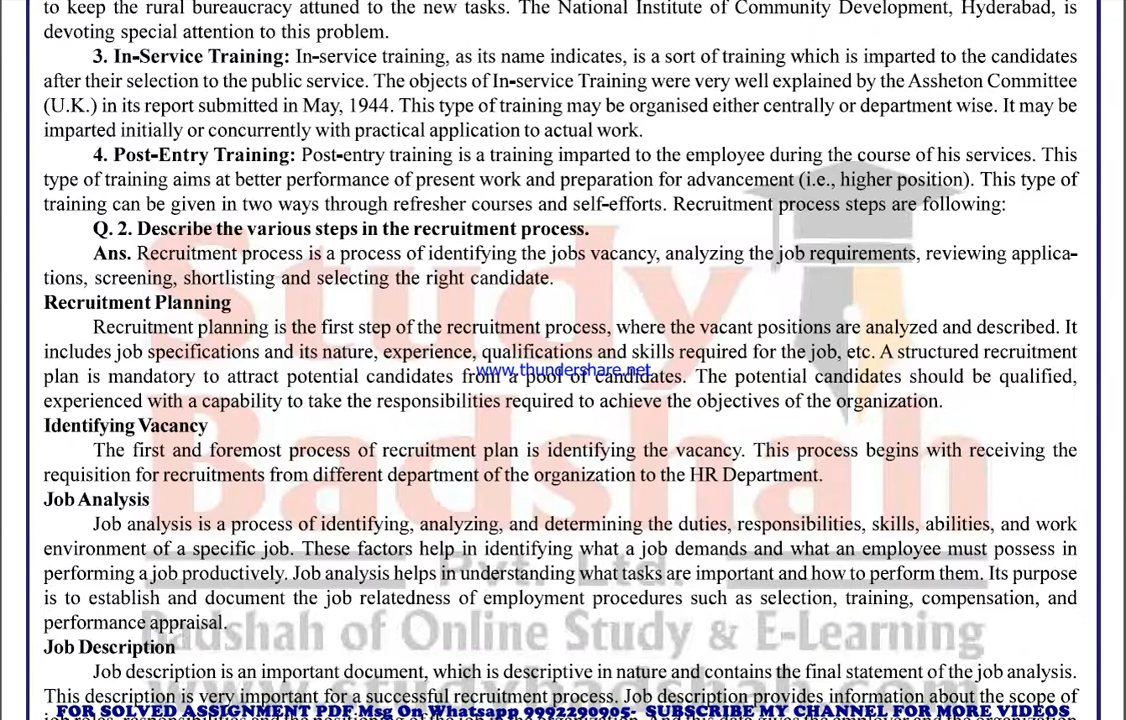 to keep the rural bureaucracy attuned to the new tasks. The National Institute of Community Development, Hyderabad, is
devoting special attention to this problem.
3. In-Service Training: In-service training, as its name indicates, is a sort of training which is imparted to the candidates
after their selection to the public service. The objects of In-service Training were very well explained by the Assheton Committee
(U.K.) in its report submitted in May, 1944. This type of training may be organised either centrally or department wise. It may be
imparted initially or concurrently with practical application to actual work.
4. Post-Entry Training: Post-entry training is a training imparted to the employee during the course of his services. This
type of training aims at better performance of present work and preparation for advancement (i.e., higher position). This type of
training can be given in two ways through refresher courses and self-efforts. Recruitment process steps are following:
Q. 2. Describe the various steps in the recruitment process.
Ans. Recruitment process is a process of identifying the jobs vacancy, analyzing the job requirements, reviewing applica-
tions, screening, shortlisting and selecting the right candidate.
Recruitment Planning
Recruitment planning is the first step of the recruitment process, where the vacant positions are analyzed and described. It
includes job specifications and its nature, experience, qualifications and skills required for the job, etc. A structured recruitment
www.thundershare.net
plan is mandatory to attract potential candidates from a pool of candidates. The potential candidates should be qualified,
experienced with a capability to take the responsibilities required to achieve the objectives of the organization.
Identifying Vacancy
The first and foremost process of recruitment plan is identifying the vacancy. This process begins with receiving the
requisition for recruitments from different department of the organization to the HR Department.
Job Analysis
Job analysis is a process of identifying, analyzing, and determining the duties, responsibilities, skills, abilities, and work
environment of a specific job. These factors help in identifying what a job demands and what an employee must possess in
performing a job productively. Job analysis helps in understanding what tasks are important and how to perform them. Its purpose
is to establish and document the job relatedness of employment procedures such as selection, training, compensation, and
performance appraisal.
Job Description
Job description is an important document, which is descriptive in nature and contains the final statement of the job analysis.
This description is very important for a successful recruitment process. Job description provides information about the scope of
FOR SOLVED ASSIGNMENT PDF Msg On Whatsapp 9992290905- SUBSCRIBE MY CHANNEL FOR MORE VIDEOS
Study
Badshah
Pvt. Ltd.
Badshah of Online Study & E-Learning
www.studybadshah.com